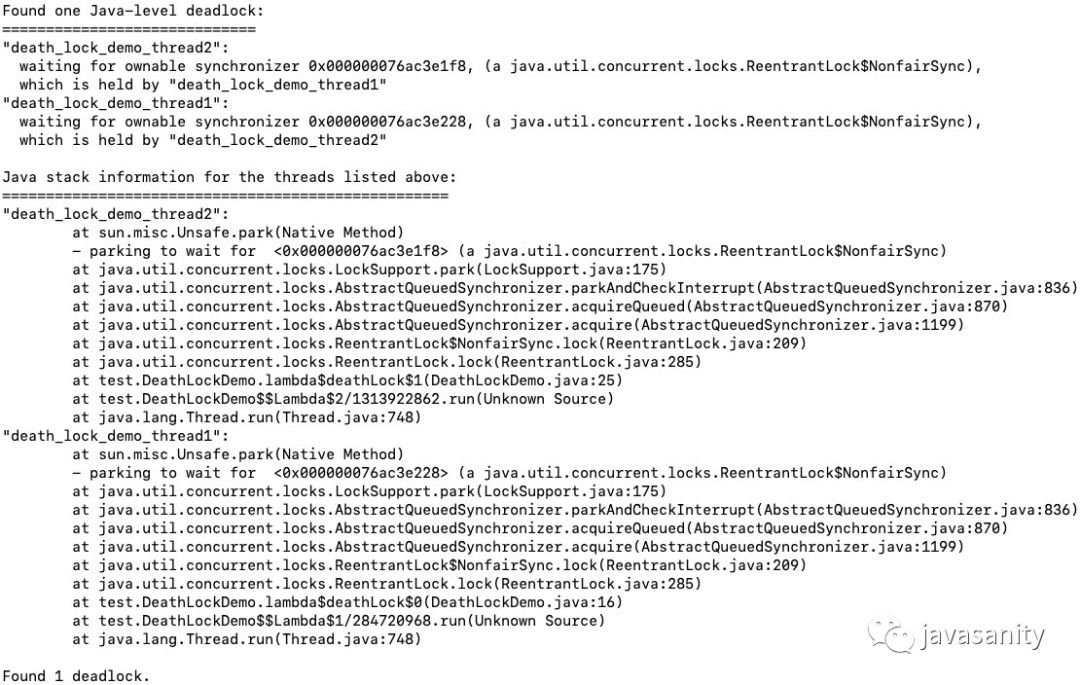 Found one Java-level deadlock:
=============================
"death_lock_demo_thread2":
  waiting for ownable synchronizer 0x000000076ac3e1f8, (a java.util.concurrent.locks.ReentrantLock$NonfairSync),
  which is held by "death_lock_demo_thread1"
"death_lock_demo_thread1":
  waiting for ownable synchronizer 0x000000076ac3e228, (a java.util.concurrent.locks.ReentrantLock$NonfairSync),
  which is held by "death_lock_demo_thread2"

Java stack information for the threads listed above:
===================================================
"death_lock_demo_thread2":
        at sun.misc.Unsafe.park(Native Method)
        – parking to wait for  <0x000000076ac3e1f8> (a java.util.concurrent.locks.ReentrantLock$NonfairSync)
        at java.util.concurrent.locks.LockSupport.park(LockSupport.java:175)
        at java.util.concurrent.locks.AbstractQueuedSynchronizer.parkAndCheckInterrupt(AbstractQueuedSynchronizer.java:836)
        at java.util.concurrent.locks.AbstractQueuedSynchronizer.acquireQueued(AbstractQueuedSynchronizer.java:870)
        at java.util.concurrent.locks.AbstractQueuedSynchronizer.acquire(AbstractQueuedSynchronizer.java:1199)
        at java.util.concurrent.locks.ReentrantLock$NonfairSync.lock(ReentrantLock.java:209)
        at java.util.concurrent.locks.ReentrantLock.lock(ReentrantLock.java:285)
        at test.DeathLockDemo.lambda$deathLock$1(DeathLockDemo.java:25)
        at test.DeathLockDemo$$Lambda$2/1313922862.run(Unknown Source)
        at java.lang.Thread.run(Thread.java:748)
"death_lock_demo_thread1":
        at sun.misc.Unsafe.park(Native Method)
        – parking to wait for  <0x000000076ac3e228> (a java.util.concurrent.locks.ReentrantLock$NonfairSync)
        at java.util.concurrent.locks.LockSupport.park(LockSupport.java:175)
        at java.util.concurrent.locks.AbstractQueuedSynchronizer.parkAndCheckInterrupt(AbstractQueuedSynchronizer.java:836)
        at java.util.concurrent.locks.AbstractQueuedSynchronizer.acquireQueued(AbstractQueuedSynchronizer.java:870)
        at java.util.concurrent.locks.AbstractQueuedSynchronizer.acquire(AbstractQueuedSynchronizer.java:1199)
        at java.util.concurrent.locks.ReentrantLock$NonfairSync.lock(ReentrantLock.java:209)
        at java.util.concurrent.locks.ReentrantLock.lock(ReentrantLock.java:285)
        at test.DeathLockDemo.lambda$deathLock$0(DeathLockDemo.java:16)
        at test.DeathLockDemo$$Lambda$1/284720968.run(Unknown Source)
        at java.lang.Thread.run(Thread.java:748)
javasanity

Found 1 deadlock.